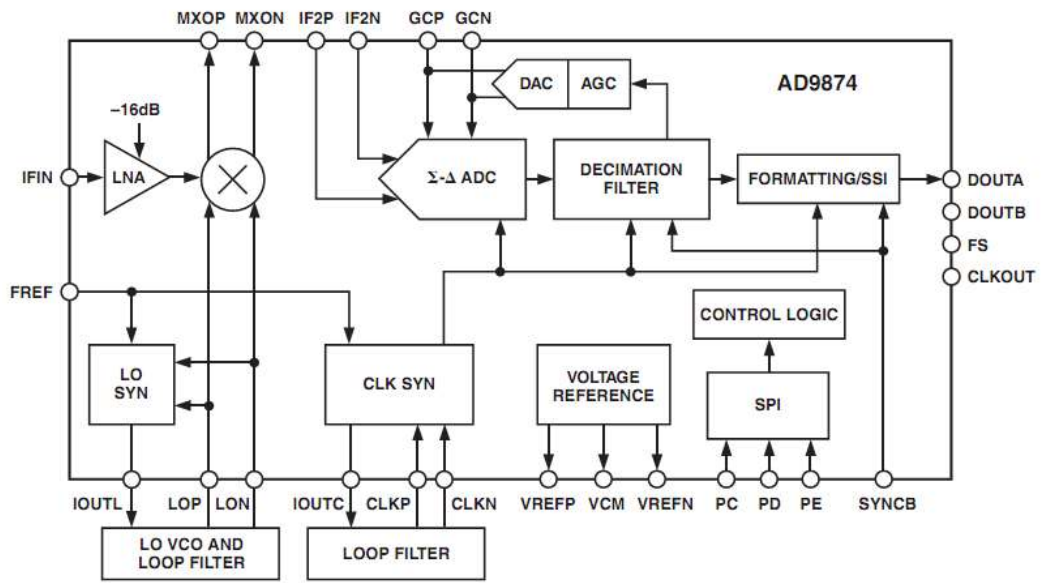 MXOP MXON IF2P IF2N GCP GCN
DAC AGC
AD9874
–16dB
IFIN
LNA
Σ-Δ ADC
DECIMATION
FILTER
FORMATTING/SSI
DOUTA
DOUTB
FS
CLKOUT
FREF
CONTROL LOGIC
LO
SYN
CLK SYN
VOLTAGE
REFERENCE
SPI
IOUTL LOP LON IOUTC CLKP CLKN VREFP VCM VREFN PC PD PE SYNCB
LO VCO AND
LOOP FILTER
LOOP FILTER